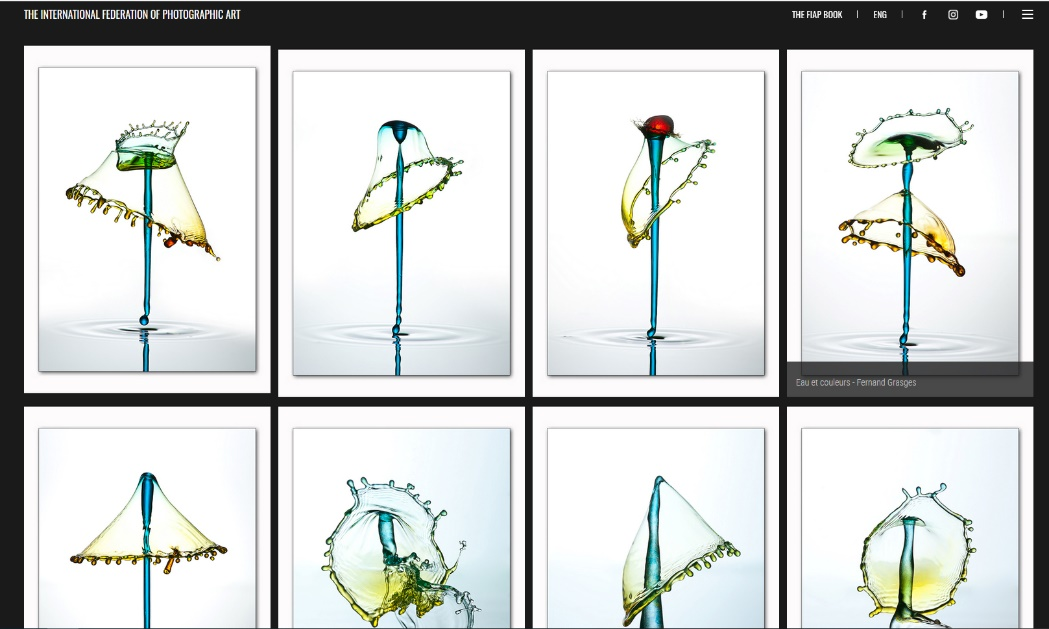 THE INTERNATIONAL FEDERATION OF PHOTOGRAPHIC ART
THE FIAP BOOK | ENG | |
Eau et couleurs - Fernand Grasges